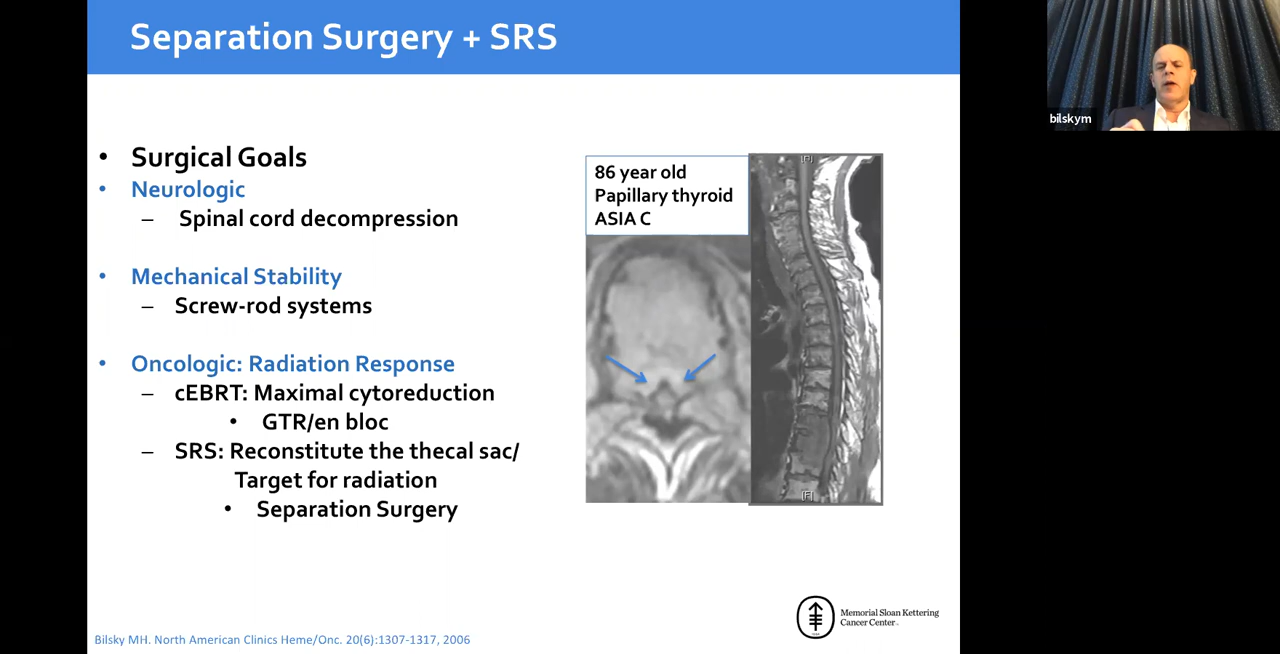 Separation Surgery + SRS
bilskym
• Surgical Goals
• Neurologic
– Spinal cord decompression
• Mechanical Stability
– Screw-rod systems
• Oncologic: Radiation Response
– cEBRT: Maximal cytoreduction
• GTR/en bloc
– SRS: Reconstitute the thecal sac/
Target for radiation
• Separation Surgery
86 year old
Papillary thyroid
ASIA C
[H]
[F]
Memorial Sloan Kettering
Cancer Center
Bilsky MH. North American Clinics Heme/Onc. 20(6):1307-1317, 2006